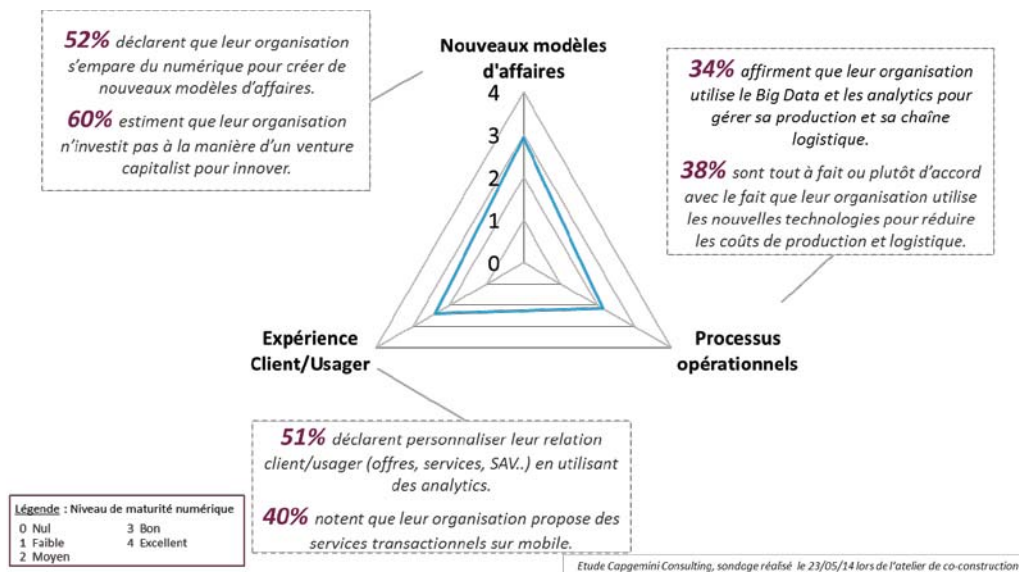 52% déclarent que leur organisation
s’empare du numérique pour créer de
nouveaux modèles d’affaires.
60% estiment que leur organisation
n’investit pas à la manière d’un venture
capitalist pour innover.
Nouveaux modèles
d'affaires
34% affirment que leur organisation
utilise le Big Data et les analytics pour
gérer sa production et sa chaîne
logistique.
38% sont tout à fait ou plutôt d’accord
avec le fait que leur organisation utilise
les nouvelles technologies pour réduire
les coûts de production et logistique.
4
3
2
1
0
Expérience
Client/Usager
Processus
opérationnels
51% déclarent personnaliser leur relation
client/usager (offres, services, SAV..) en utilisant
des analytics.
40% notent que leur organisation propose des
services transactionnels sur mobile.
Légende : Niveau de maturité numérique
0 Nul 3 Bon
1 Faible 4 Excellent
2 Moyen
Etude Capgemini Consulting, sondage réalisé le 23/05/14 lors de l'atelier de co-construction